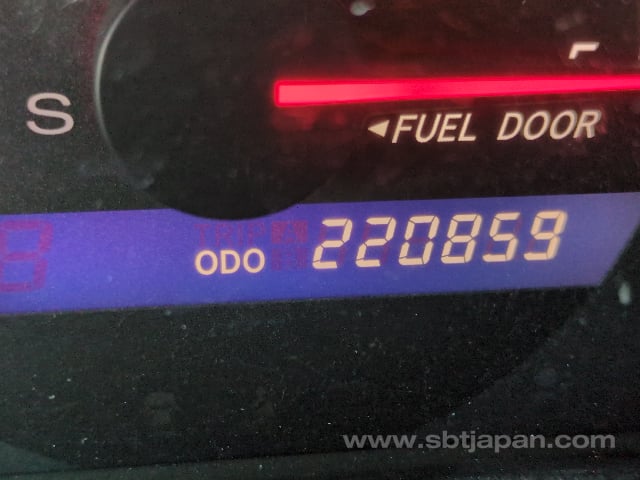 S
◄FUEL DOOR
ODO 220859
www.sbtjapan.com